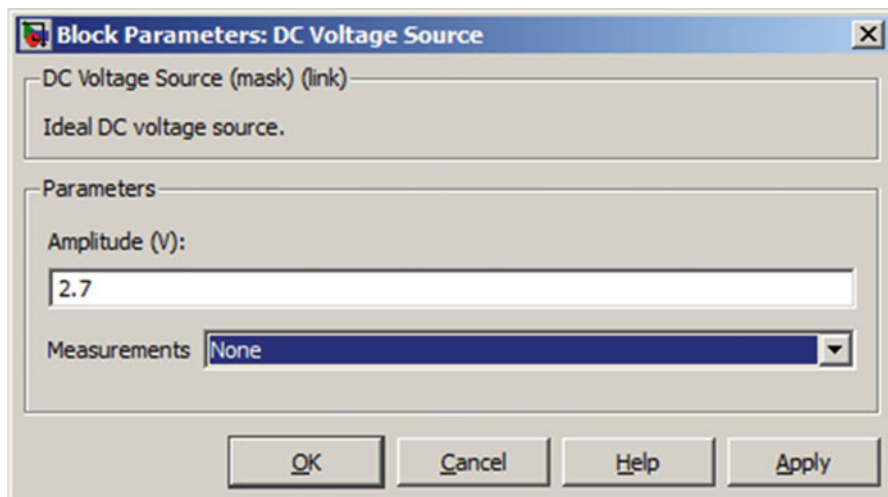 Block Parameters: DC Voltage Source
DC Voltage Source (mask) (link)
Ideal DC voltage source.
Parameters
Amplitude (V):
2.7
Measurements None
OK Cancel Help Apply